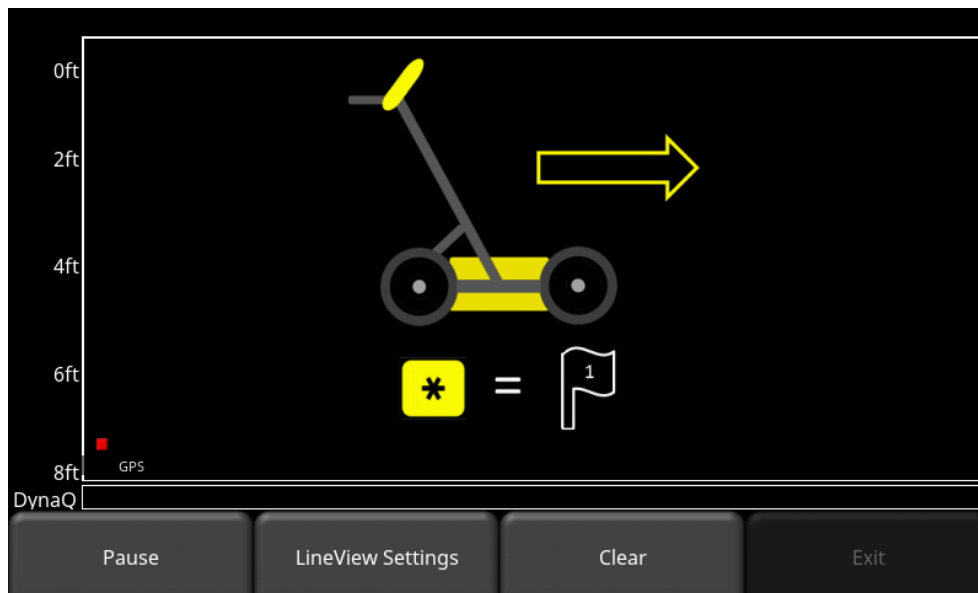 0ft
2ft
4ft
* = 1
6ft
GPS
8ft
DynaQ
Pause LineView Settings Clear Exit